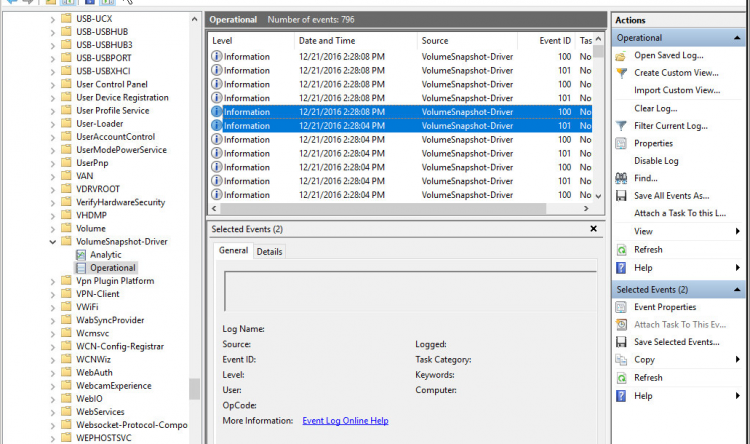 USB-UCX
USB-USBHUB
USB-USBHUB3
USB-USBPORT
USB-USBXHCI
User Control Panel
User Device Registration
User Profile Service
User-Loader
UserAccountControl
UserModePowerService
UserPnp
VAN
VDRVROOT
VerifyHardwareSecurity
VHDMP
Volume
VolumeSnapshot-Driver
Analytic
Operational
Vpn Plugin Platform
VPN-Client
VWiFi
WabSyncProvider
Wcmsvc
WCN-Config-Registrar
WCNWiz
WebAuth
WebcamExperience
WebIO
WebServices
Websocket-Protocol-Compo
WEPHOSTSVC
Operational Number of events: 796
Level Date and Time Source Event ID Tas
Information 12/21/2016 2:28:08 PM VolumeSnapshot-Driver 100 No
Information 12/21/2016 2:28:08 PM VolumeSnapshot-Driver 101 No
Information 12/21/2016 2:28:08 PM VolumeSnapshot-Driver 100 No
Information 12/21/2016 2:28:08 PM VolumeSnapshot-Driver 101 No
Information 12/21/2016 2:28:08 PM VolumeSnapshot-Driver 100 No
Information 12/21/2016 2:28:04 PM VolumeSnapshot-Driver 101 No
Information 12/21/2016 2:28:04 PM VolumeSnapshot-Driver 100 No
Information 12/21/2016 2:28:04 PM VolumeSnapshot-Driver 101 No
Information 12/21/2016 2:28:04 PM VolumeSnapshot-Driver 100 No
Information 12/21/2016 2:28:04 PM VolumeSnapshot-Driver 101 No
Information 12/21/2016 2:28:04 PM VolumeSnapshot-Driver 100 No
Selected Events (2)
General Details
Log Name:
Source: Logged:
Event ID: Task Category:
Level: Keywords:
User: Computer:
OpCode:
More Information: Event Log Online Help
Actions
Operational
Open Saved Log...
Create Custom View...
Import Custom View...
Clear Log...
Filter Current Log...
Properties
Disable Log
Find...
Save All Events As...
Attach a Task To this L...
View
Refresh
Help
Selected Events (2)
Event Properties
Attach Task To This Ev...
Save Selected Events...
Copy
Refresh
Help